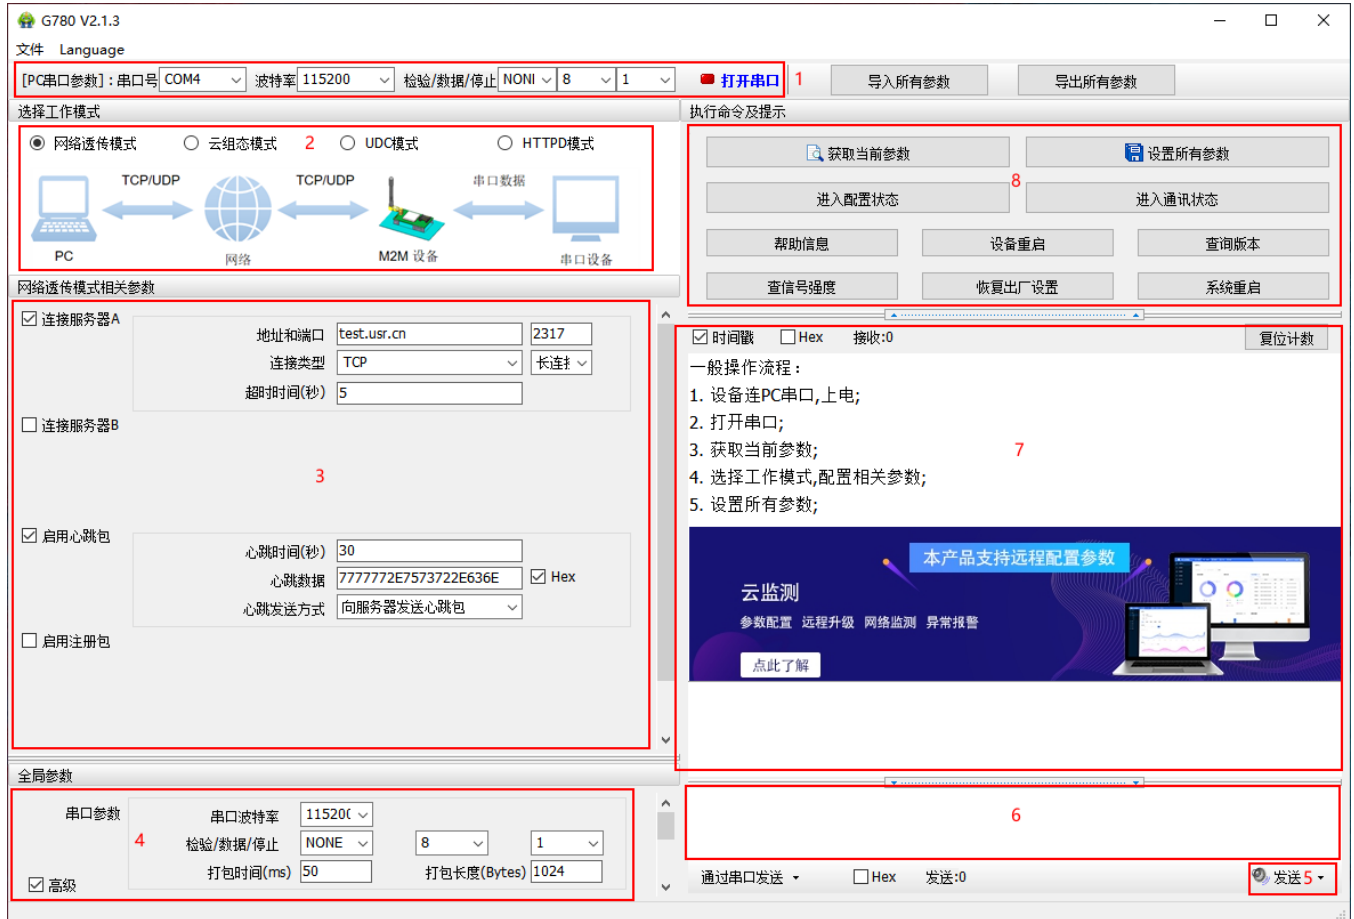 G780 V2.1.3
文件 Language
[PC串口参数]：串口号 COM4 波特率 115200 检验/数据/停止 NONI 8 1 打开串口 1 导入所有参数 导出所有参数
选择工作模式
网络透传模式 云组态模式 2 UDC模式 HTTPD模式
TCP/UDP TCP/UDP 串口数据
PC 网络 M2M 设备 串口设备
网络透传模式相关参数
连接服务器A
地址和端口 test.usr.cn 2317
连接类型 TCP 长连接
超时时间(秒) 5
连接服务器B
3
启用心跳包
心跳时间(秒) 30
心跳数据 7777772E7573722E636E Hex
心跳发送方式 向服务器发送心跳包
启用注册包
全局参数
串口参数 串口波特率 115200
4 检验/数据/停止 NONE 8 1
打包时间(ms) 50 打包长度(Bytes) 1024
高级
执行命令及提示
获取当前参数 设置所有参数
8
进入配置状态 进入通讯状态
帮助信息 设备重启 查询版本
查信号强度 恢复出厂设置 系统重启
时间戳 Hex 接收:0 复位计数
一般操作流程：
1. 设备连PC串口,上电;
2. 打开串口;
3. 获取当前参数; 7
4. 选择工作模式,配置相关参数;
5. 设置所有参数;
本产品支持远程配置参数
云监测
参数配置 远程升级 网络监测 异常报警
点此了解
6
通过串口发送 Hex 发送:0 发送 5